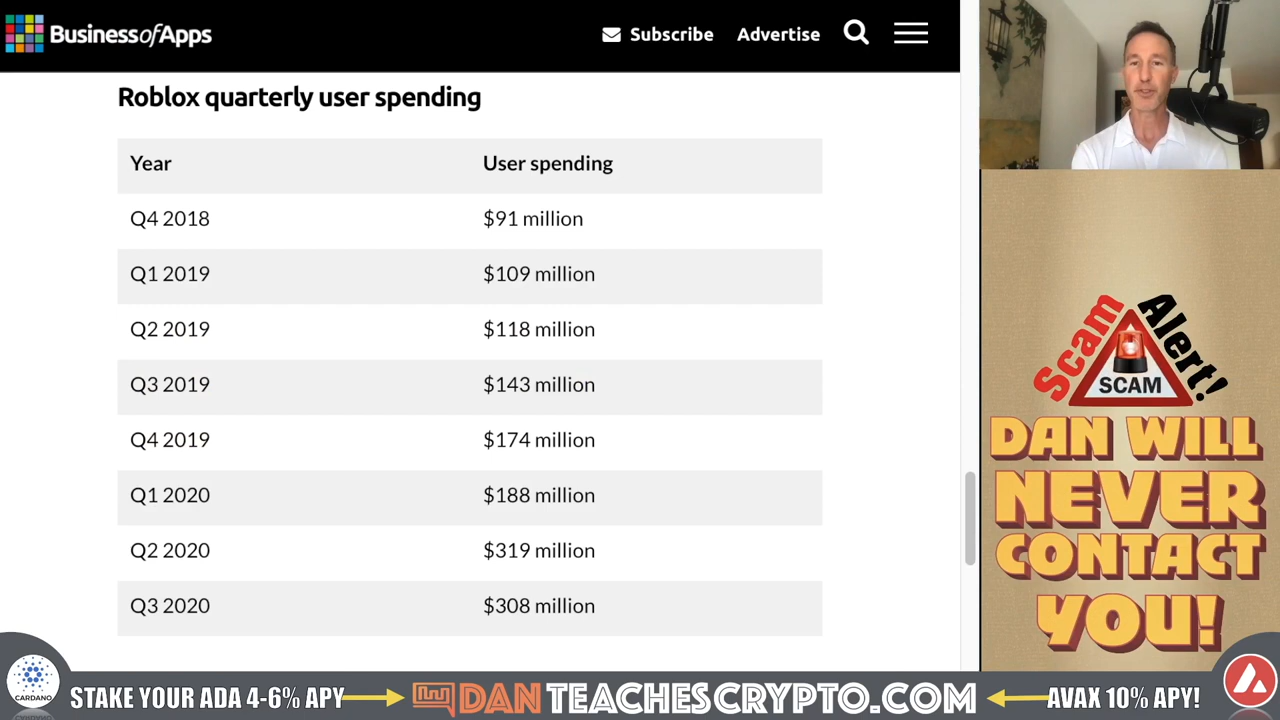 BusinessofApps
Subscribe
Advertise
Roblox quarterly user spending
Year User spending
Q4 2018 $91 million
Q1 2019 $109 million
Q2 2019 $118 million
Q3 2019 $143 million
Q4 2019 $174 million
Q1 2020 $188 million
Q2 2020 $319 million
Q3 2020 $308 million
Scam Alert!
SCAM
DAN WILL
NEVER
CONTACT
YOU!
CARDANO
STAKE YOUR ADA 4-6% APY
DANTEACHESCRYPTO.COM
AVAX 10% APY!